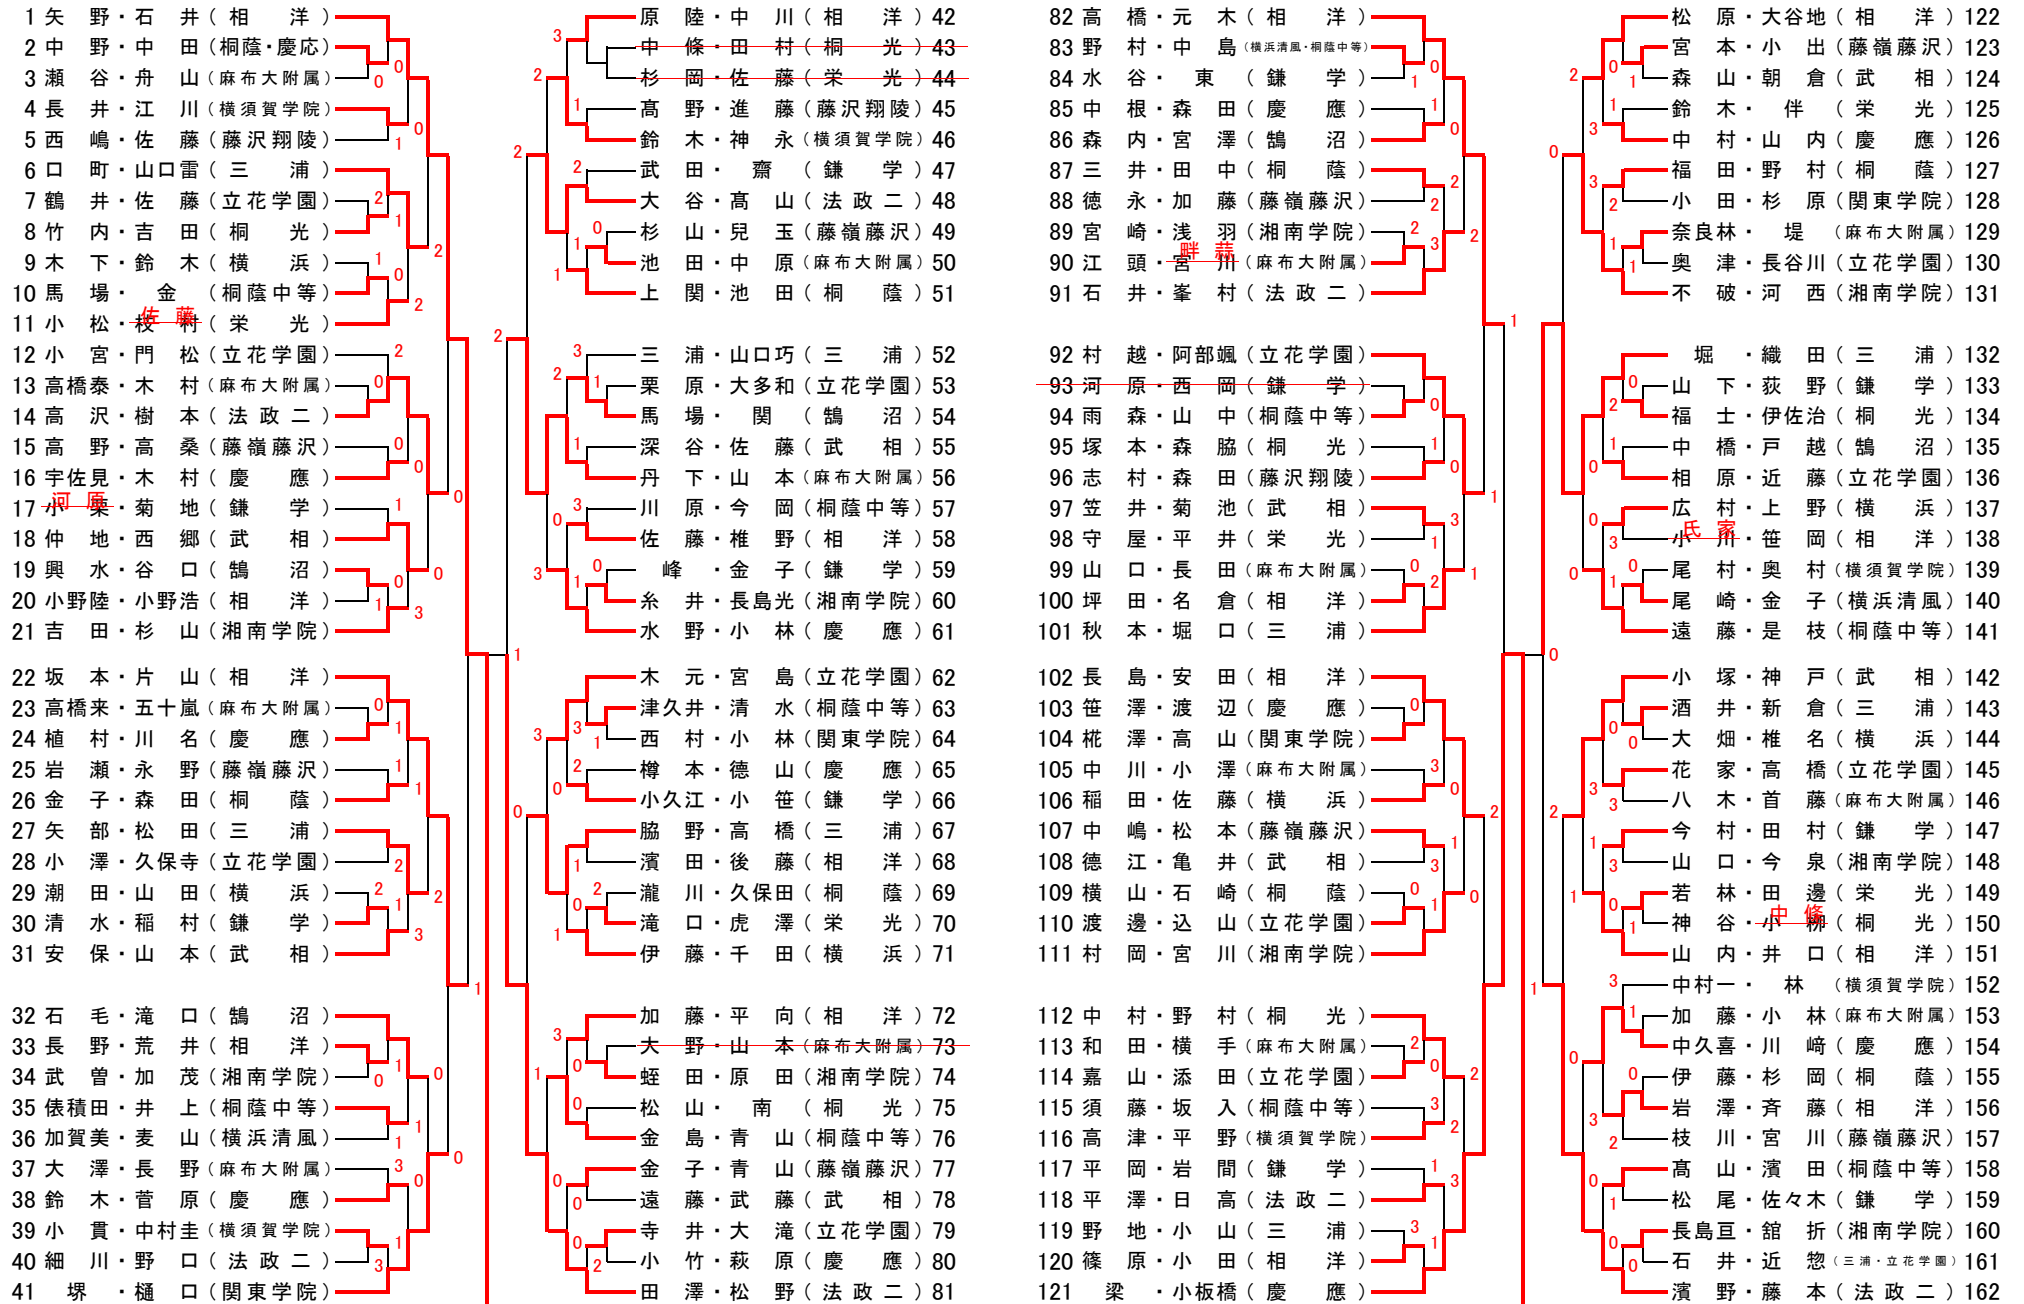 1 矢野・石井(相洋)
2 中野・中田(桐蔭・慶応)
3 瀬谷・舟山(麻布大附属)
4 長井・江川(横須賀学院)
5 西嶋・佐藤(藤沢翔陵)
6 口町・山口雷(三浦)
7 鶴井・佐藤(立花学園)
8 竹内・吉田(桐光)
9 木下・鈴木(横浜)
10 馬場・金(桐蔭中等)
佐藤
11 小松・枝村(栄光)
12 小宮・門松(立花学園)
13 高橋泰・木村(麻布大附属)
14 高沢・樹本(法政二)
15 高野・高桑(藤嶺藤沢)
16 宇佐見・木村(慶應)
河原
17 小栗・菊地(鎌学)
18 仲地・西郷(武相)
19 興水・谷口(鵠沼)
20 小野陸・小野浩(相洋)
21 吉田・杉山(湘南学院)
22 坂本・片山(相洋)
23 高橋来・五十嵐(麻布大附属)
24 植村・川名(慶應)
25 岩瀬・永野(藤嶺藤沢)
26 金子・森田(桐蔭)
27 矢部・松田(三浦)
28 小澤・久保寺(立花学園)
29 潮田・山田(横浜)
30 清水・稲村(鎌学)
31 安保・山本(武相)
32 石毛・滝口(鵠沼)
33 長野・荒井(相洋)
34 武曽・加茂(湘南学院)
35 俵積田・井上(桐蔭中等)
36 加賀美・麦山(横浜清風)
37 大澤・長野(麻布大附属)
38 鈴木・菅原(慶應)
39 小貫・中村圭(横須賀学院)
40 細川・野口(法政二)
41 堺・樋口(関東学院)
原陸・中川(相洋)42
中條・田村(桐光)43
杉岡・佐藤(栄光)44
髙野・進藤(藤沢翔陵)45
鈴木・神永(横須賀学院)46
武田・齋(鎌学)47
大谷・髙山(法政二)48
杉山・兒玉(藤嶺藤沢)49
池田・中原(麻布大附属)50
上関・池田(桐蔭)51
三浦・山口巧(三浦)52
栗原・大多和(立花学園)53
馬場・関(鵠沼)54
深谷・佐藤(武相)55
丹下・山本(麻布大附属)56
川原・今岡(桐蔭中等)57
佐藤・椎野(相洋)58
峰・金子(鎌学)59
糸井・長島光(湘南学院)60
水野・小林(慶應)61
木元・宮島(立花学園)62
津久井・清水(桐蔭中等)63
西村・小林(関東学院)64
樽本・德山(慶應)65
小久江・小笹(鎌学)66
脇野・高橋(三浦)67
濱田・後藤(相洋)68
瀧川・久保田(桐蔭)69
滝口・虎澤(栄光)70
伊藤・千田(横浜)71
加藤・平向(相洋)72
大野・山本(麻布大附属)73
蛭田・原田(湘南学院)74
松山・南(桐光)75
金島・青山(桐蔭中等)76
金子・青山(藤嶺藤沢)77
遠藤・武藤(武相)78
寺井・大滝(立花学園)79
小竹・萩原(慶應)80
田澤・松野(法政二)81
82 高橋・元木(相洋)
83 野村・中島(横浜清風・桐蔭中等)
84 水谷・東(鎌学)
85 中根・森田(慶應)
86 森内・宮澤(鵠沼)
87 三井・田中(桐蔭)
88 徳永・加藤(藤嶺藤沢)
89 宮崎・浅羽(湘南学院)
畔蒜
90 江頭・宮川(麻布大附属)
91 石井・峯村(法政二)
92 村越・阿部颯(立花学園)
93 河原・西岡(鎌学)
94 雨森・山中(桐蔭中等)
95 塚本・森脇(桐光)
96 志村・森田(藤沢翔陵)
97 笠井・菊池(武相)
98 守屋・平井(栄光)
99 山口・長田(麻布大附属)
100 坪田・名倉(相洋)
101 秋本・堀口(三浦)
102 長島・安田(相洋)
103 笹澤・渡辺(慶應)
104 椛澤・高山(関東学院)
105 中川・小澤(麻布大附属)
106 稲田・佐藤(横浜)
107 中嶋・松本(藤嶺藤沢)
108 德江・亀井(武相)
109 横山・石崎(桐蔭)
110 渡邊・込山(立花学園)
111 村岡・宮川(湘南学院)
112 中村・野村(桐光)
113 和田・横手(麻布大附属)
114 嘉山・添田(立花学園)
115 須藤・坂入(桐蔭中等)
116 高津・平野(横須賀学院)
117 平岡・岩間(鎌学)
118 平澤・日高(法政二)
119 野地・小山(三浦)
120 篠原・小田(相洋)
121 梁・小板橋(慶應)
松原・大谷地(相洋)122
宮本・小出(藤嶺藤沢)123
森山・朝倉(武相)124
鈴木・伴(栄光)125
中村・山内(慶應)126
福田・野村(桐蔭)127
小田・杉原(関東学院)128
奈良林・堤(麻布大附属)129
奥津・長谷川(立花学園)130
不破・河西(湘南学院)131
堀・織田(三浦)132
山下・荻野(鎌学)133
福士・伊佐治(桐光)134
中橋・戸越(鵠沼)135
相原・近藤(立花学園)136
広村・上野(横浜)137
氏家
小川・笹岡(相洋)138
尾村・奥村(横須賀学院)139
尾崎・金子(横浜清風)140
遠藤・是枝(桐蔭中等)141
小塚・神戸(武相)142
酒井・新倉(三浦)143
大畑・椎名(横浜)144
花家・高橋(立花学園)145
八木・首藤(麻布大附属)146
今村・田村(鎌学)147
山口・今泉(湘南学院)148
若林・田邊(栄光)149
中條
神谷・小柳(桐光)150
山内・井口(相洋)151
中村一・林(横須賀学院)152
加藤・小林(麻布大附属)153
中久喜・川﨑(慶應)154
伊藤・杉岡(桐蔭)155
岩澤・斉藤(相洋)156
枝川・宮川(藤嶺藤沢)157
髙山・濱田(桐蔭中等)158
松尾・佐々木(鎌学)159
長島亘・舘折(湘南学院)160
石井・近惣(三浦・立花学園)161
濱野・藤本(法政二)162